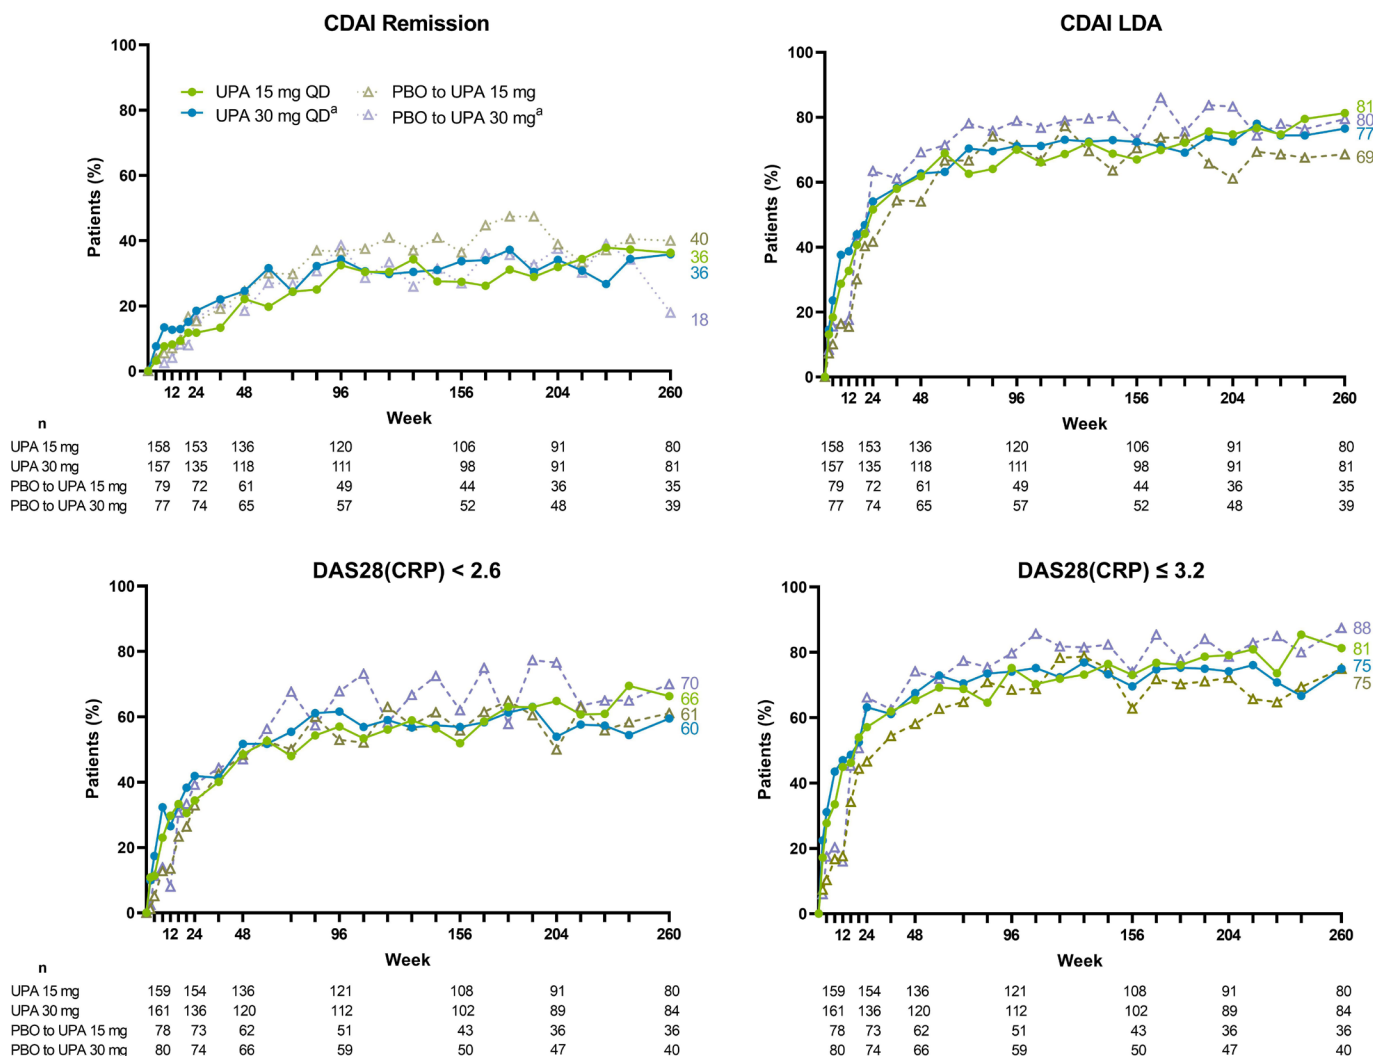 CDAI Remission
100
80
60
40
20
0
Patients (%)
UPA 15 mg QD
PBO to UPA 15 mg
UPA 30 mg QDᵃ
PBO to UPA 30 mgᵃ
40
36
36
18
12 24 48 96 156 204 260
Week
n
UPA 15 mg 158 153 136 120 106 91 80
UPA 30 mg 157 135 118 111 98 91 81
PBO to UPA 15 mg 79 72 61 49 44 36 35
PBO to UPA 30 mg 77 74 65 57 52 48 39
CDAI LDA
100
80
60
40
20
0
Patients (%)
81
80
77
69
12 24 48 96 156 204 260
Week
158 153 136 120 106 91 80
157 135 118 111 98 91 81
79 72 61 49 44 36 35
77 74 65 57 52 48 39
DAS28(CRP) < 2.6
100
80
60
40
20
0
Patients (%)
70
66
61
60
12 24 48 96 156 204 260
Week
n
UPA 15 mg 159 154 136 121 108 91 80
UPA 30 mg 161 136 120 112 102 89 84
PBO to UPA 15 mg 78 73 62 51 43 36 36
PBO to UPA 30 mg 80 74 66 59 50 47 40
DAS28(CRP) ≤ 3.2
100
80
60
40
20
0
Patients (%)
88
81
75
75
12 24 48 96 156 204 260
Week
159 154 136 121 108 91 80
161 136 120 112 102 89 84
78 73 62 51 43 36 36
80 74 66 59 50 47 40